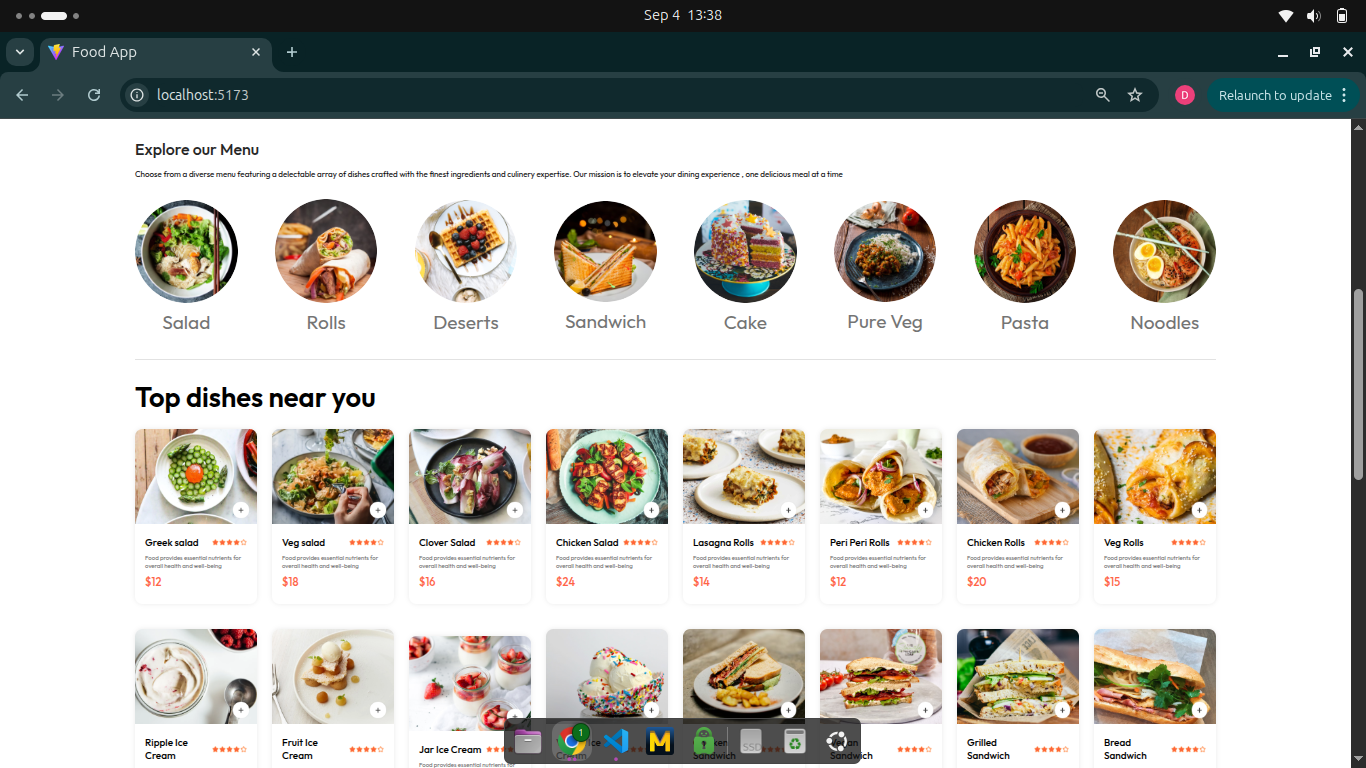 Sep 4 13:38
Food App
localhost:5173
D
Relaunch to update
Explore our Menu
Choose from a diverse menu featuring a delectable array of dishes crafted with the finest ingredients and culinery expertise. Our mission is to elevate your dining experience , one delicious meal at a time
Salad
Rolls
Deserts
Sandwich
Cake
Pure Veg
Pasta
Noodles
Top dishes near you
Greek salad
Food provides essential nutrients for
overall health and well-being
$12
Veg salad
Food provides essential nutrients for
overall health and well-being
$18
Clover Salad
Food provides essential nutrients for
overall health and well-being
$16
Chicken Salad
Food provides essential nutrients for
overall health and well-being
$24
Lasagna Rolls
Food provides essential nutrients for
overall health and well-being
$14
Peri Peri Rolls
Food provides essential nutrients for
overall health and well-being
$12
Chicken Rolls
Food provides essential nutrients for
overall health and well-being
$20
Veg Rolls
Food provides essential nutrients for
overall health and well-being
$15
Ripple Ice
Cream
Fruit Ice
Cream
Jar Ice Cream
Food provides essential nutrients for
Ice
Cream
Sandwich
Sandwich
Grilled
Sandwich
Bread
Sandwich
1
M
SSD